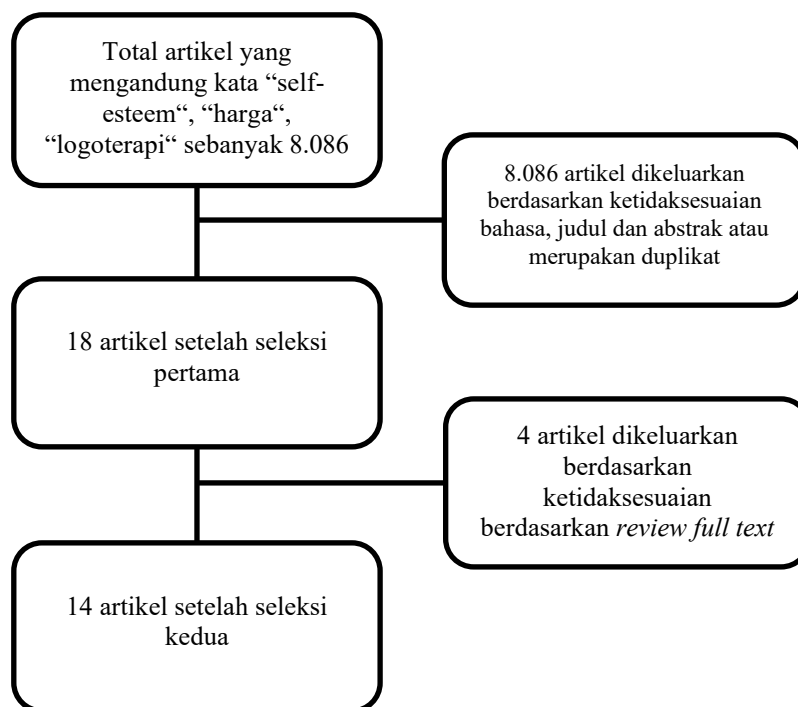 Total artikel yang
mengandung kata “self-
esteem“, “harga“,
“logoterapi“ sebanyak 8.086
8.086 artikel dikeluarkan
berdasarkan ketidaksesuaian
bahasa, judul dan abstrak atau
merupakan duplikat
18 artikel setelah seleksi
pertama
4 artikel dikeluarkan
berdasarkan
ketidaksesuaian
berdasarkan review full text
14 artikel setelah seleksi
kedua